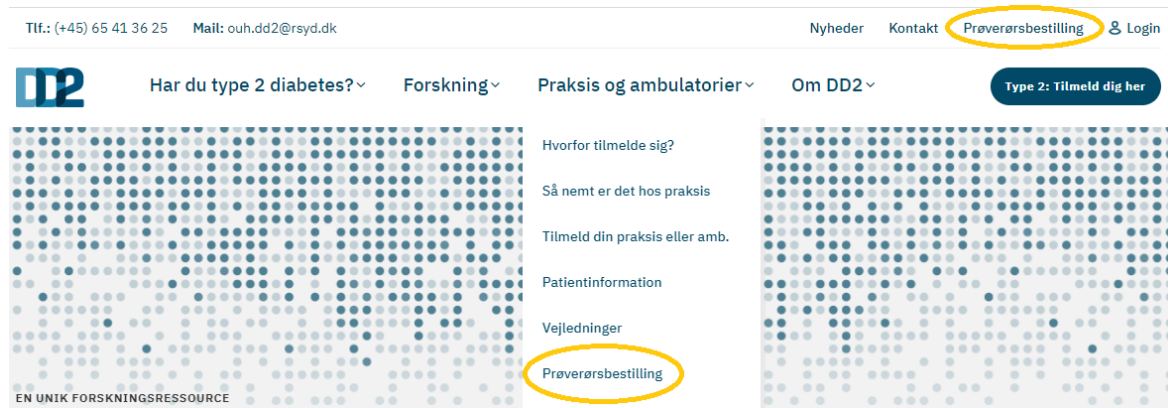 Tlf.: (+45) 65 41 36 25 Mail: ouh.dd2@rsyd.dk Nyheder Kontakt Prøverørsbestilling Login
DD2 Har du type 2 diabetes? Forskning Praksis og ambulatorier Om DD2 Type 2: Tilmeld dig her
Hvorfor tilmelde sig?
Så nemt er det hos praksis
Tilmeld din praksis eller amb.
Patientinformation
Vejledninger
Prøverørsbestilling
EN UNIK FORSKNINGSRESSOURCE